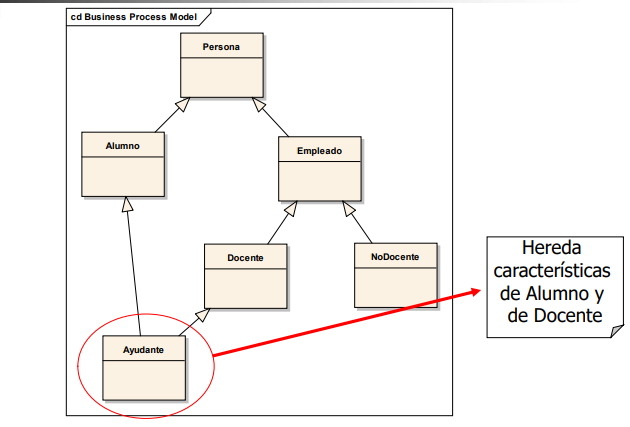 cd Business Process Model
Persona
Alumno
Empleado
Docente
NoDocente
Ayudante
Hereda
características
de Alumno y
de Docente